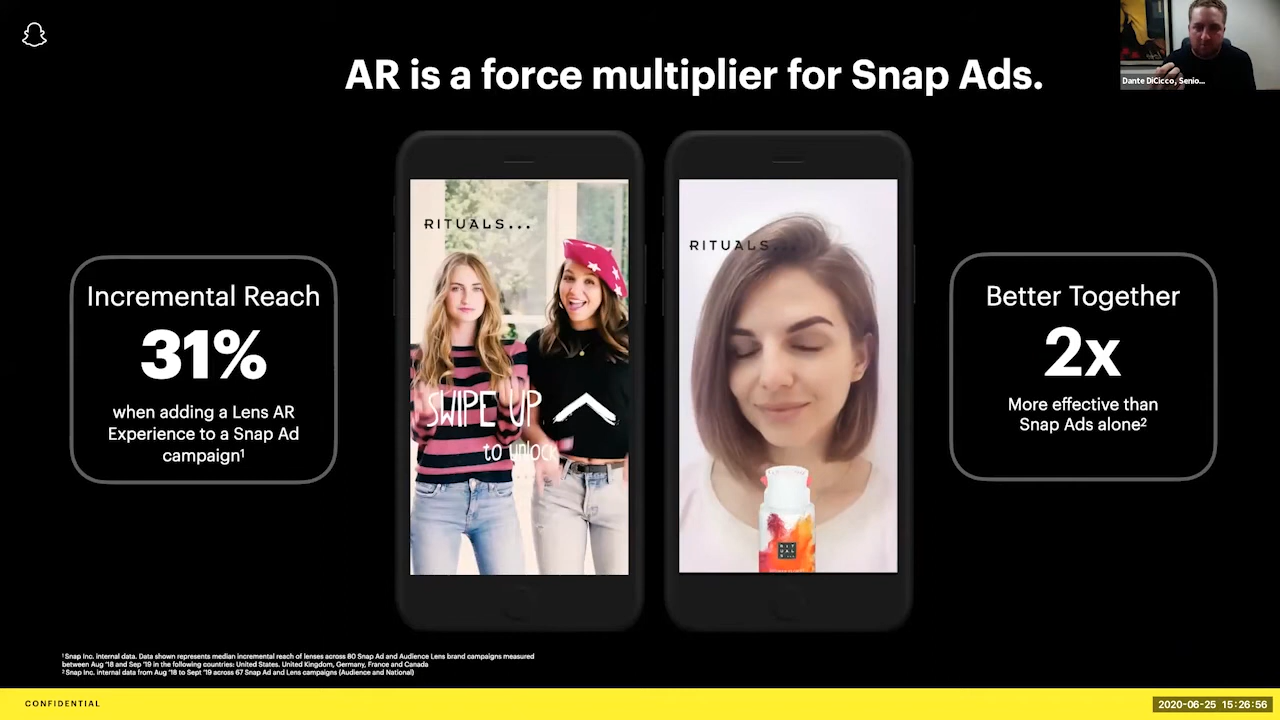 AR is a force multiplier for Snap Ads.
Dante DiCicco, Senio...
RITUALS...
SWIPE UP
to unlock
RITUALS...
RITUALS...
Incremental Reach
31%
when adding a Lens AR
Experience to a Snap Ad
campaign¹
Better Together
2x
More effective than
Snap Ads alone²
¹ Snap Inc. internal data. Data shown represents median incremental reach of lenses across 80 Snap Ad and Audience Lens brand campaigns measured
between Aug '18 and Sep '19 in the following countries: United States. United Kingdom, Germany, France and Canada
² Snap Inc. internal data from Aug '18 to Sept '19 across 67 Snap Ad and Lens campaigns (Audience and National)
CONFIDENTIAL
2020-06-25 15:26:56